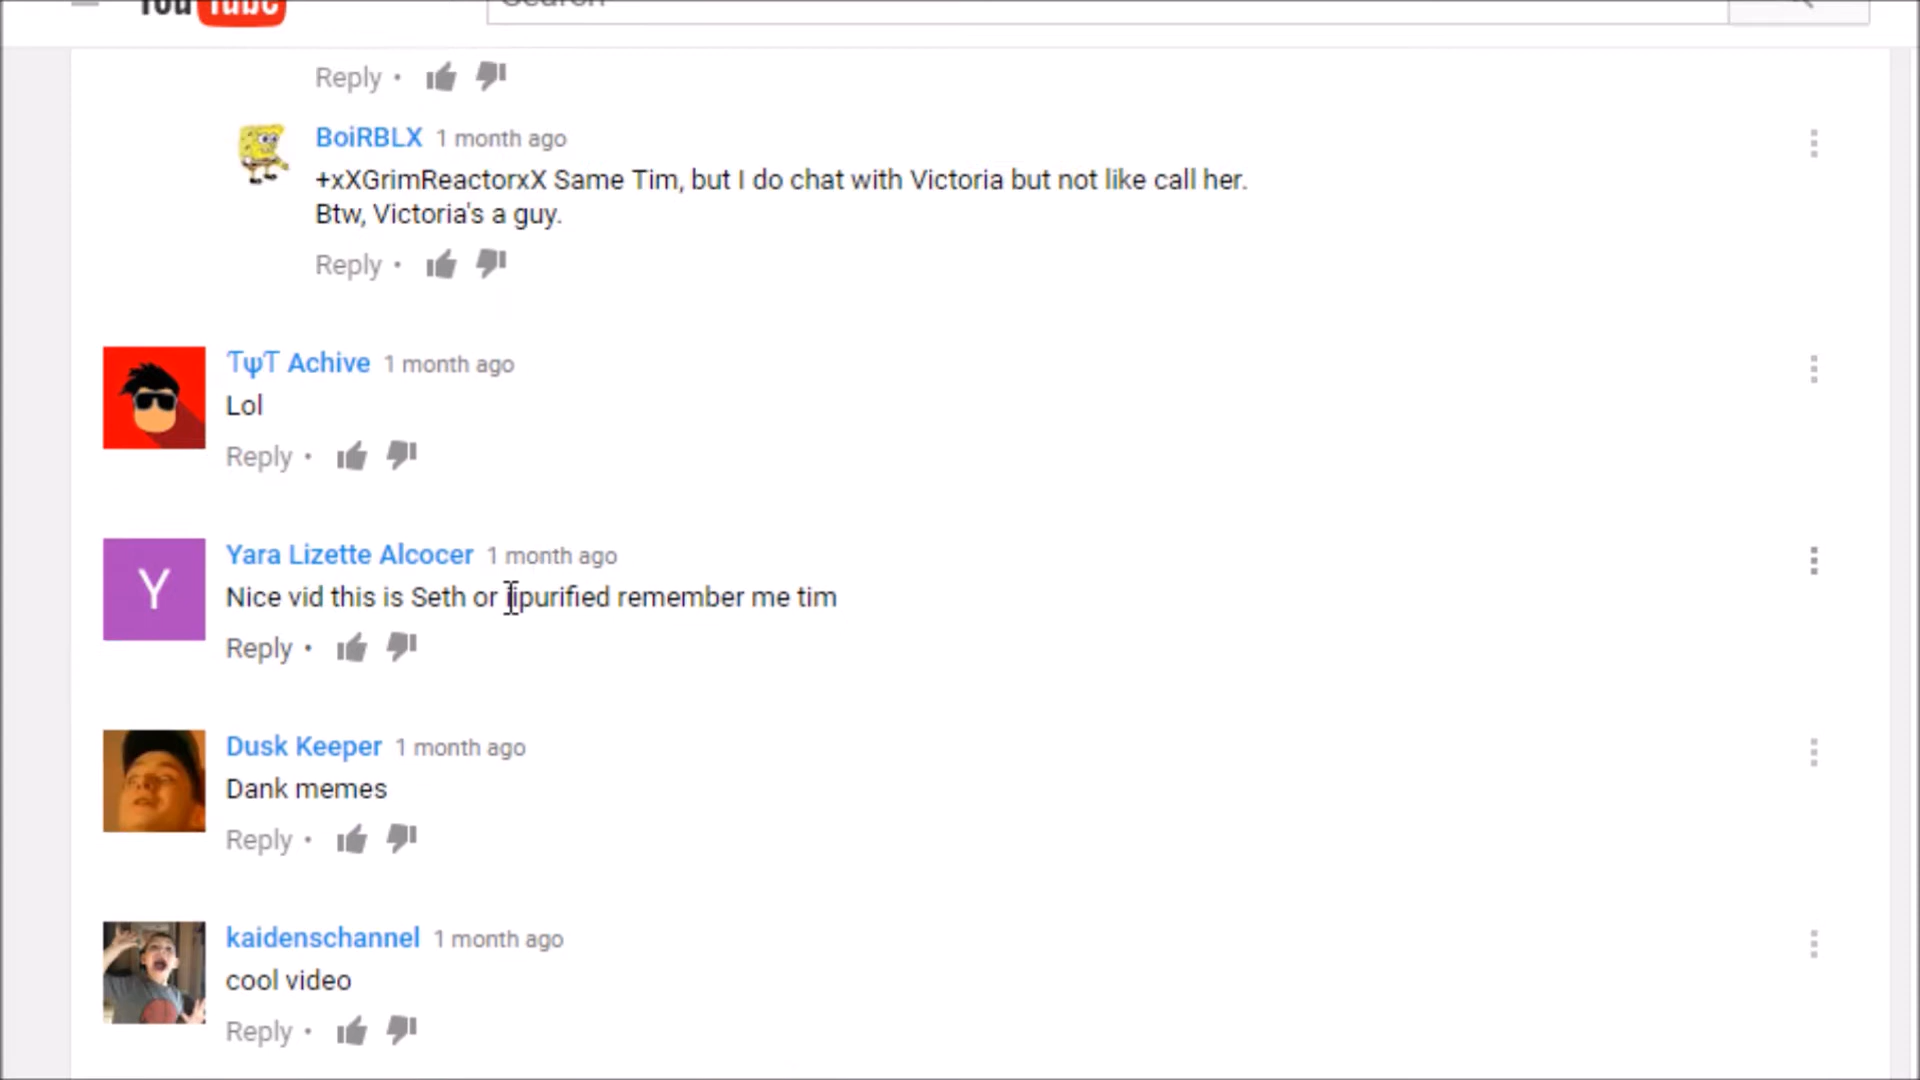 YouTube
Search
Reply •
BoiRBLX 1 month ago
+xXGrimReactorxX Same Tim, but I do chat with Victoria but not like call her.
Btw, Victoria's a guy.
Reply •
ƬψƬ Achive 1 month ago
Lol
Reply •
Y
Yara Lizette Alcocer 1 month ago
Nice vid this is Seth or remember me tim
Reply •
Dusk Keeper 1 month ago
Dank memes
Reply •
kaidenschannel 1 month ago
cool video
Reply •